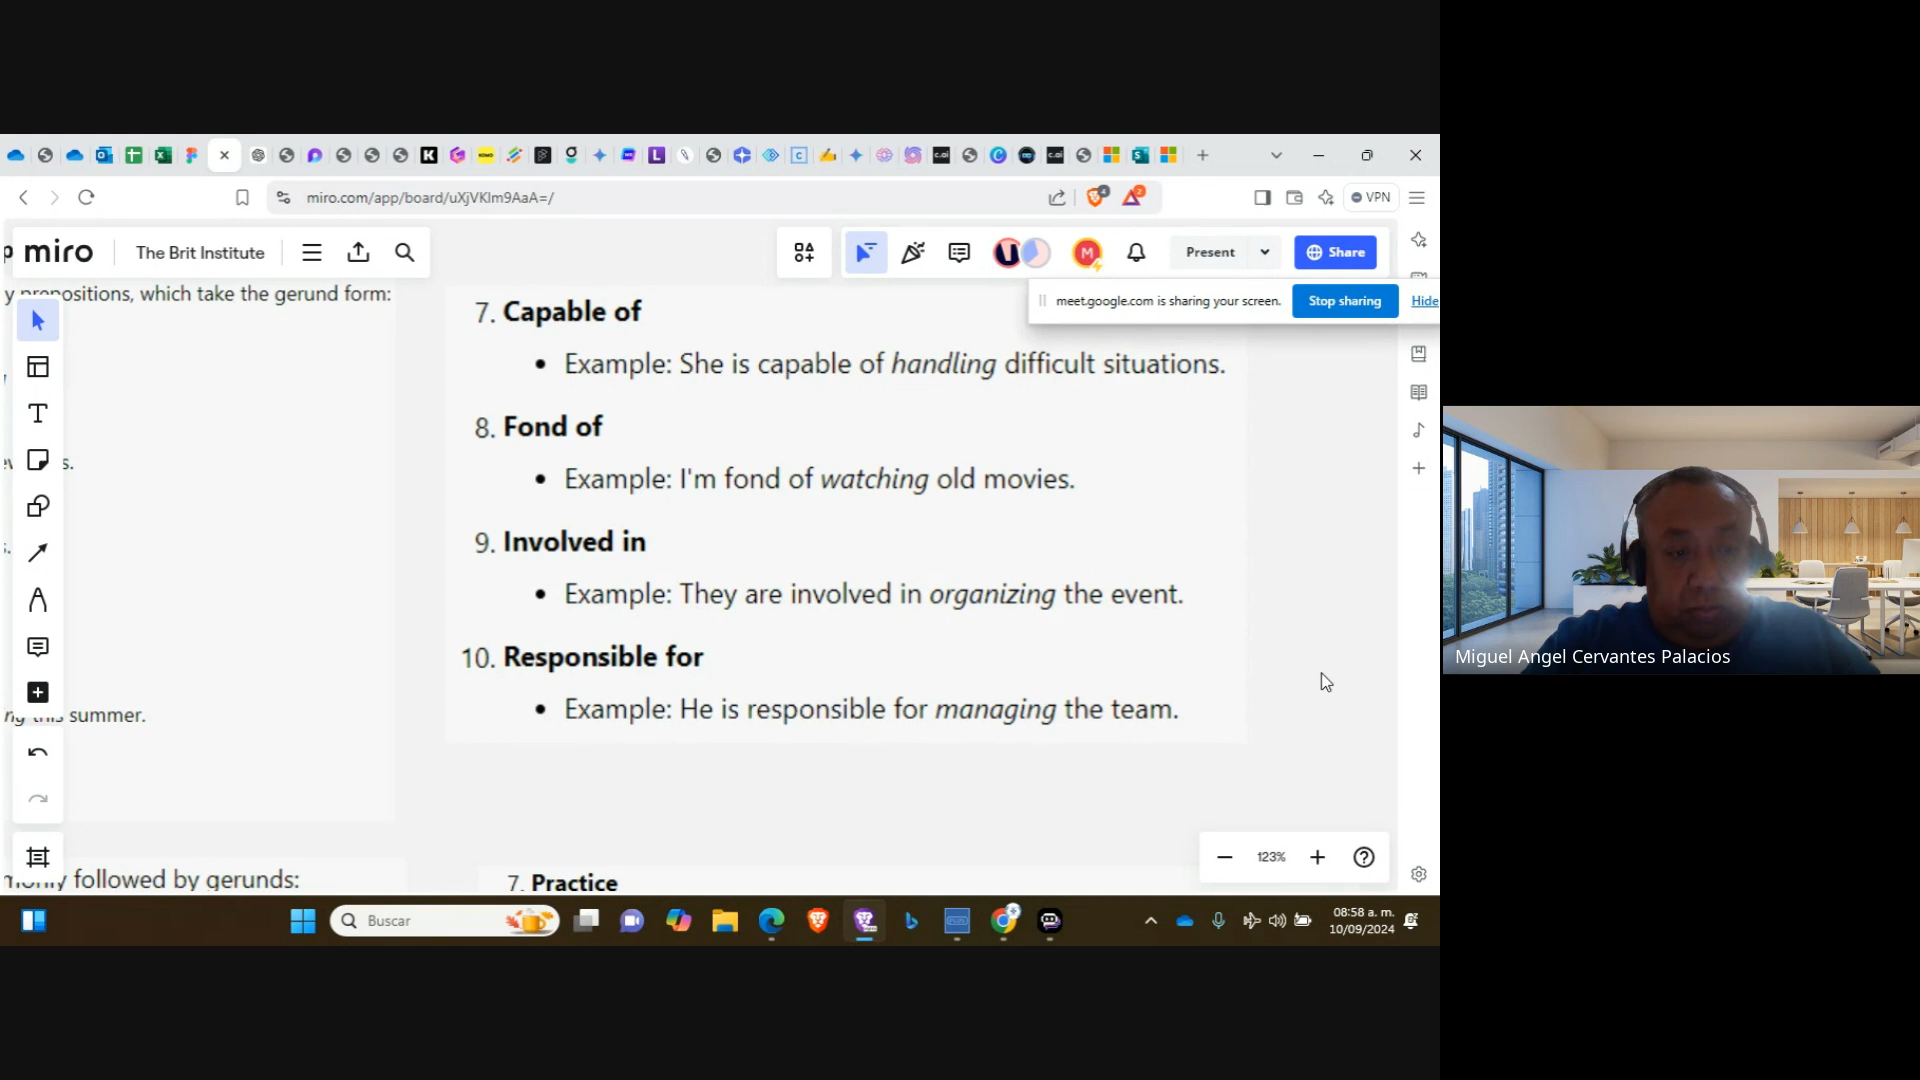 miro.com/app/board/uXjVKlm9AaA=/
VPN
miro
The Brit Institute
M
Present
Share
meet.google.com is sharing your screen.
Stop sharing
Hide
y prepositions, which take the gerund form:
s.
summer.
followed by gerunds:
7. Capable of
• Example: She is capable of handling difficult situations.
8. Fond of
• Example: I'm fond of watching old movies.
9. Involved in
• Example: They are involved in organizing the event.
10. Responsible for
• Example: He is responsible for managing the team.
7. Practice
123%
Buscar
08:58 a. m.
10/09/2024
Miguel Angel Cervantes Palacios